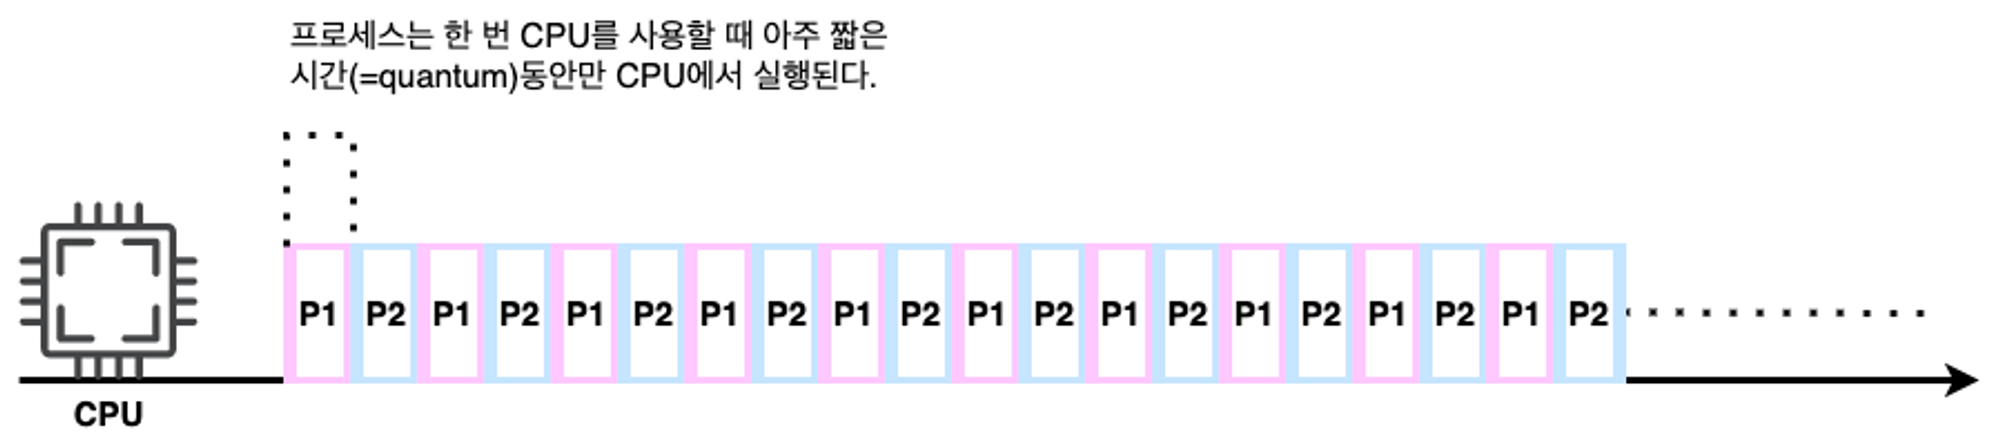 프로세스는 한 번 CPU를 사용할 때 아주 짧은
시간(=quantum)동안만 CPU에서 실행된다.
P1 P2 P1 P2 P1 P2 P1 P2 P1 P2 P1 P2 P1 P2 P1 P2 P1 P2 P1 P2
CPU